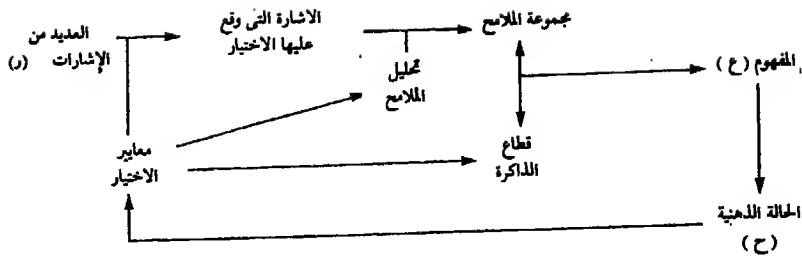 العديد من
الإشارات (ر)
الاشارة التى وقع
عليها الاختيار
تحليل
الملامح
مجموعة الملامح
المفهوم (ع)
معايير
الاختيار
قطاع
الذاكرة
الحالة الذهنية
(ح)